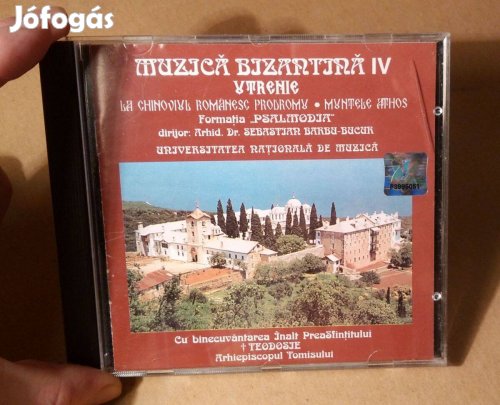 Jófogás
MUZICĂ BIZANTINĂ IV
UTRENIE
LA CHINOVIUL ROMÂNESC PRODROMU • MUNTELE ATHOS
Formația „PSALMODIA"
dirijor: Arhid. Dr. SEBASTIAN BARBU-BUCUR
UNIVERSITATEA NAȚIONALĂ DE MUZICĂ
Cu binecuvântarea Înalt PreaSfințitului
† TEODOSIE
Arhiepiscopul Tomisului